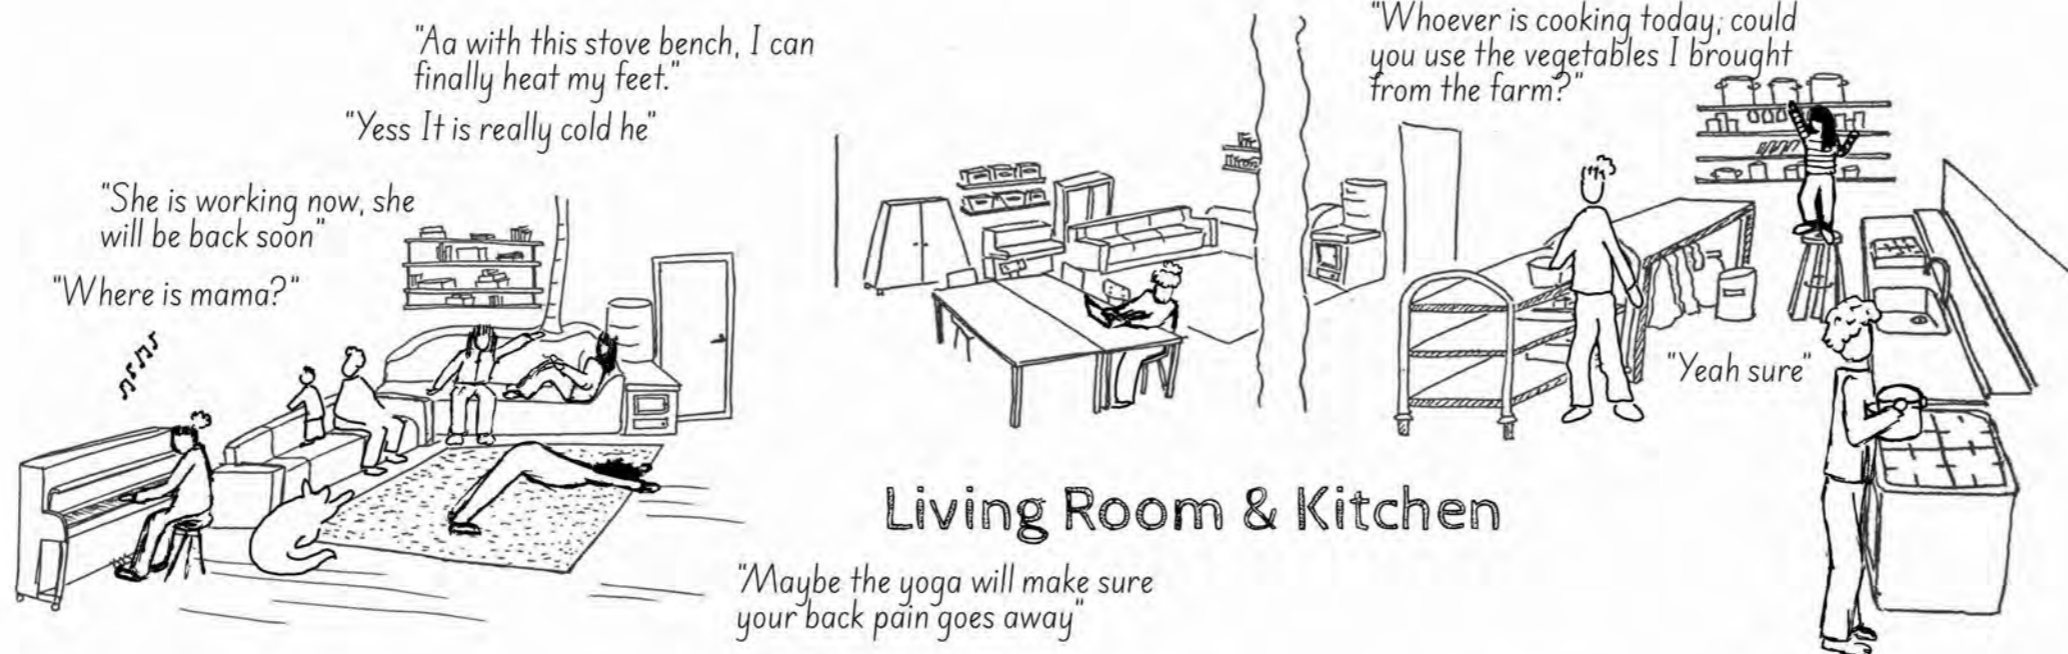 "Aa with this stove bench, I can
finally heat my feet."
"Yess It is really cold he"
"She is working now, she
will be back soon"
"Where is mama?"
"Whoever is cooking today; could
you use the vegetables I brought
from the farm?"
"Yeah sure"
Living Room & Kitchen
"Maybe the yoga will make sure
your back pain goes away"